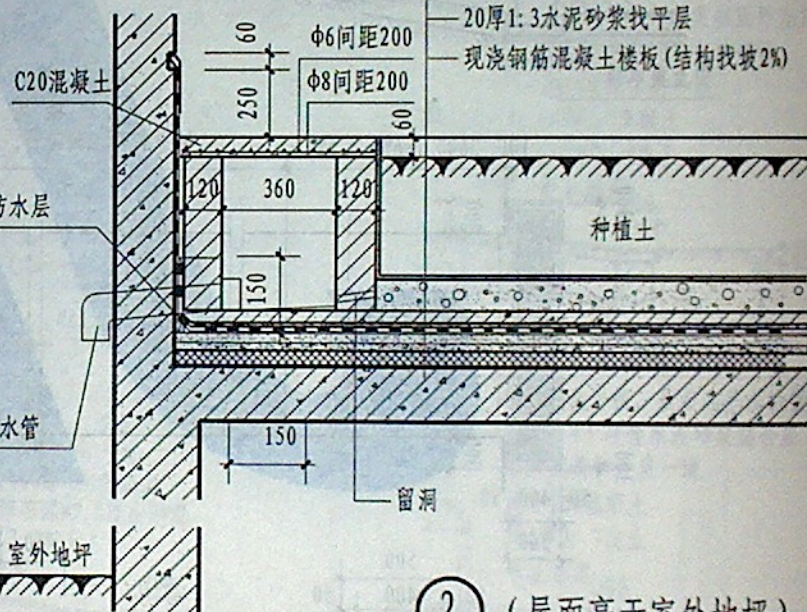 20厚1:3水泥砂浆找平层
现浇钢筋混凝土楼板(结构找坡2%)
60
φ6间距200
C20混凝土
φ8间距200
250
60
120
360
120
防水层
种植土
150
水管
150
留洞
室外地坪
2
(屋面高于室外地坪)